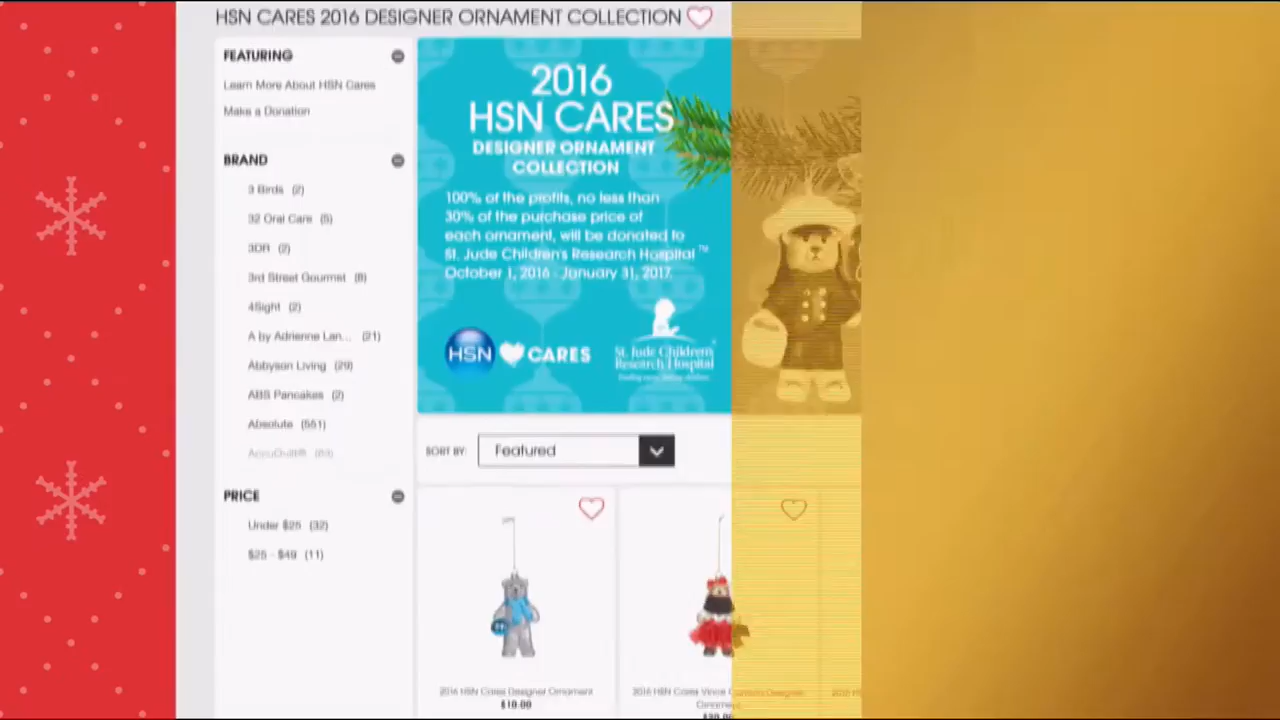 HSN CARES 2016 DESIGNER ORNAMENT COLLECTION
FEATURING
Learn More About HSN Cares
Make a Donation
BRAND
3 Birds (2)
32 Oral Care (5)
3DR (2)
3rd Street Gourmet (8)
4Sight (2)
A by Adrienne Lan... (21)
Abbyson Living (29)
ABS Pancakes (2)
Absolute (551)
PRICE
Under $25 (32)
$25 - $49 (11)
2016
HSN CARES
DESIGNER ORNAMENT
COLLECTION
100% of the profits, no less than
30% of the purchase price of
each ornament, will be donated to
St. Jude Children's Research Hospital™
October 1, 2016 - January 31, 2017.
HSN CARES
St. Jude Children's
Research Hospital
SORT BY: Featured
2016 HSN Cares Designer Ornament
$10.00
2016 HSN Cares Vince Designer
Ornament